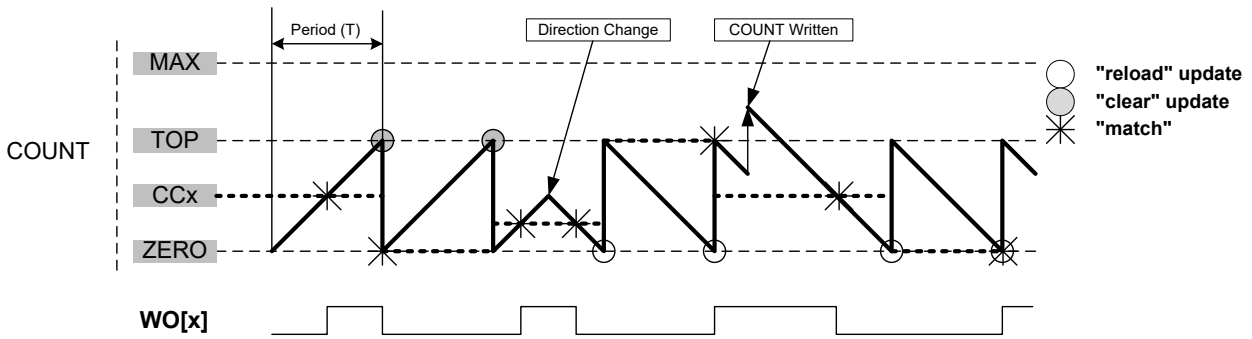 Period (T)
Direction Change
COUNT Written
MAX
"reload" update
"clear" update
TOP
"match"
COUNT
CCx
ZERO
WO[x]